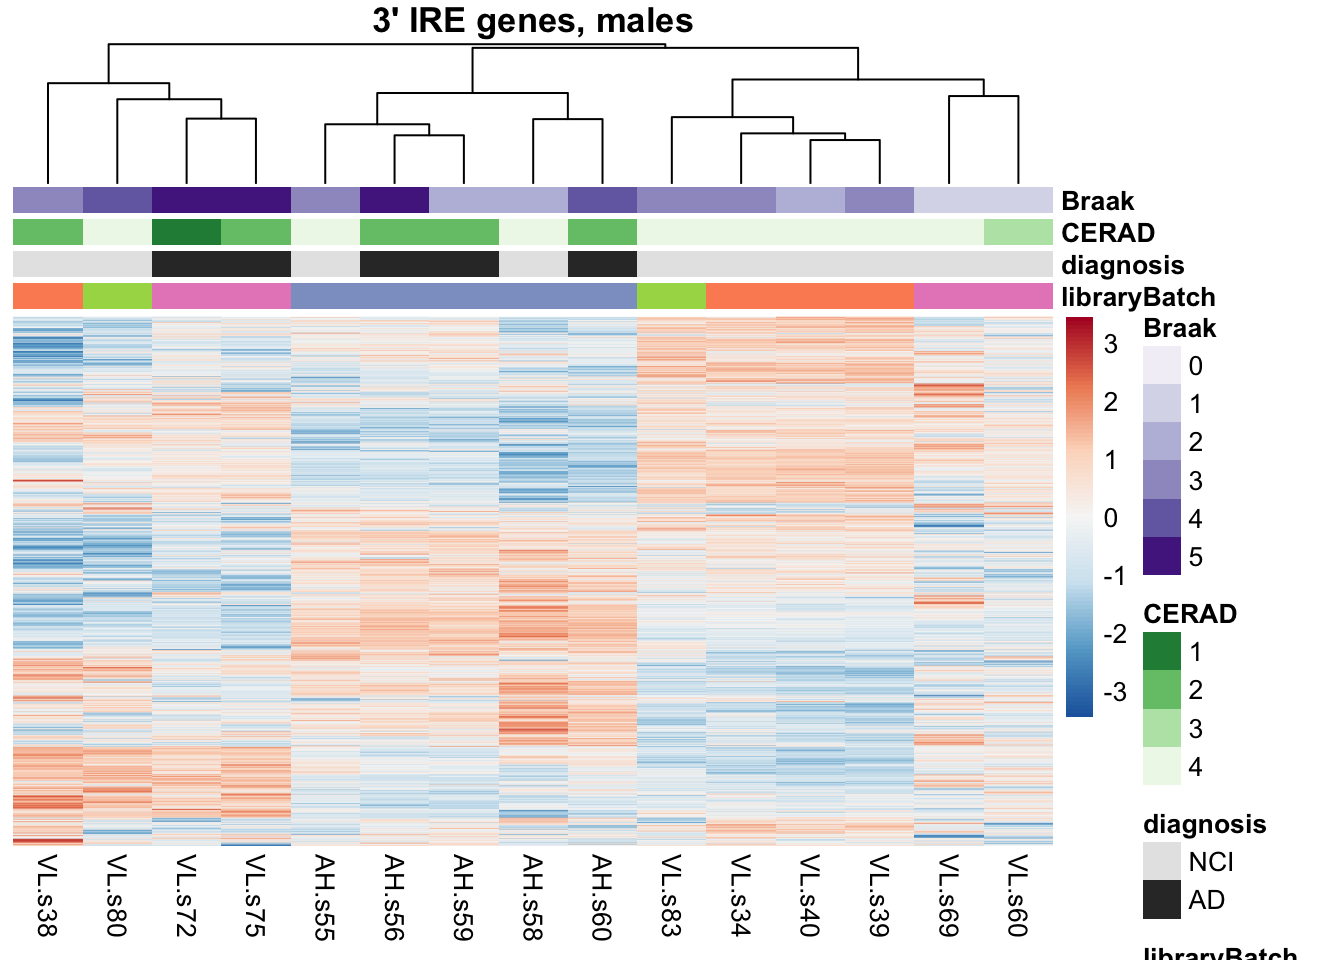 3' IRE genes, males
Braak
CERAD
diagnosis
libraryBatch
3
2
1
0
-1
-2
-3
Braak
0
1
2
3
4
5
CERAD
1
2
3
4
diagnosis
NCI
AD
libraryBatch
VL.s38
VL.s80
VL.s72
VL.s75
AH.s55
AH.s56
AH.s59
AH.s58
AH.s60
VL.s83
VL.s34
VL.s40
VL.s39
VL.s69
VL.s60